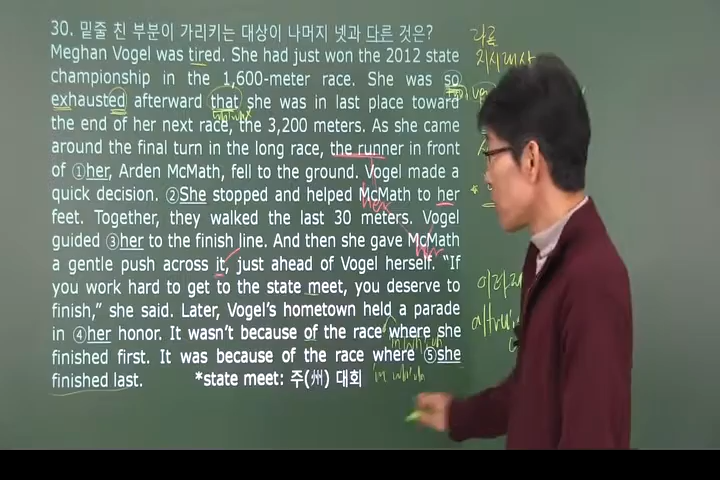 30. 밑줄 친 부분이 가리키는 대상이 나머지 넷과 다른 것은?
Meghan Vogel was tired. She had just won the 2012 state
championship in the 1,600-meter race. She was so
exhausted afterward that she was in last place toward
the end of her next race, the 3,200 meters. As she came
around the final turn in the long race, the runner in front
of ①her, Arden McMath, fell to the ground. Vogel made a
quick decision. ②She stopped and helped McMath to her
feet. Together, they walked the last 30 meters. Vogel
guided ③her to the finish line. And then she gave McMath
a gentle push across it, just ahead of Vogel herself. “If
you work hard to get to the state meet, you deserve to
finish,” she said. Later, Vogel’s hometown held a parade
in ④her honor. It wasn’t because of the race where she
finished first. It was because of the race where ⑤she
finished last. *state meet: 주(州) 대회
in which